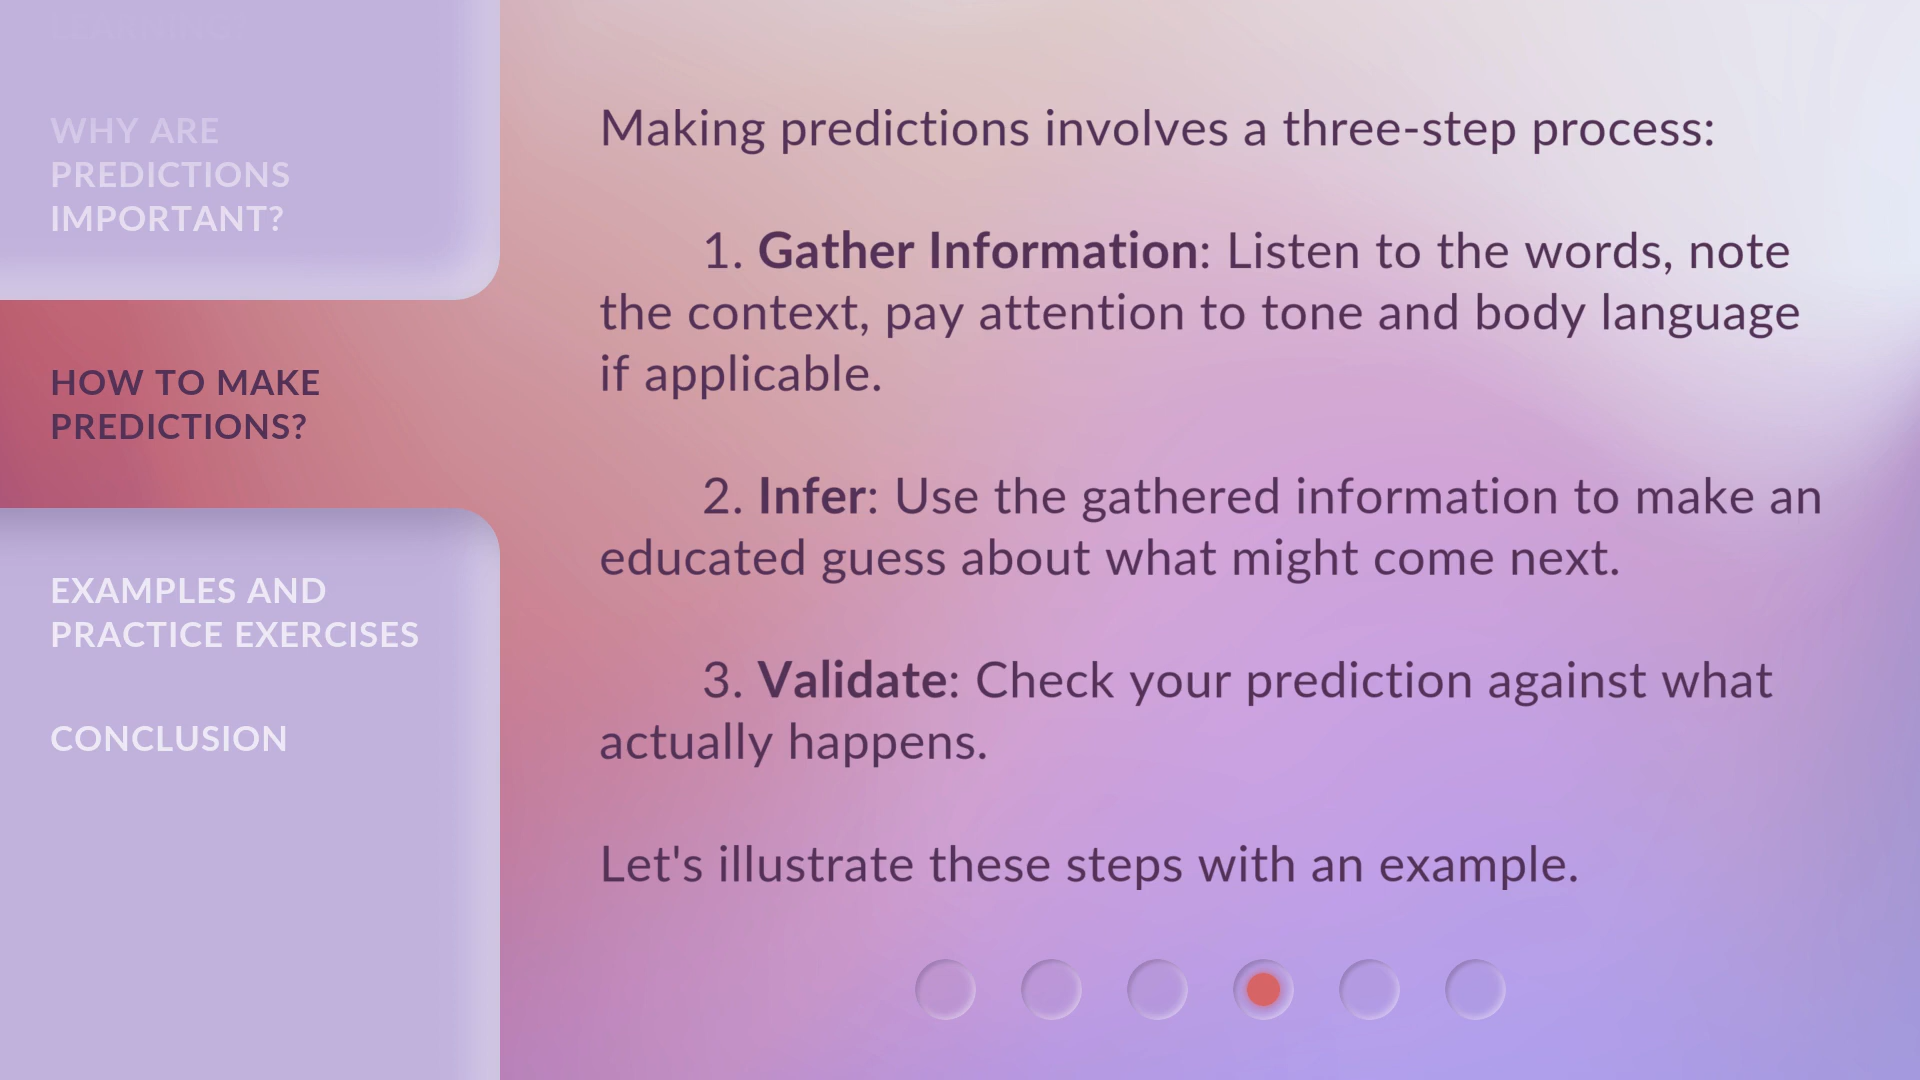 LEARNING?
WHY ARE
PREDICTIONS
IMPORTANT?
HOW TO MAKE
PREDICTIONS?
EXAMPLES AND
PRACTICE EXERCISES
CONCLUSION
Making predictions involves a three-step process:
1. Gather Information: Listen to the words, note
the context, pay attention to tone and body language
if applicable.
2. Infer: Use the gathered information to make an
educated guess about what might come next.
3. Validate: Check your prediction against what
actually happens.
Let's illustrate these steps with an example.